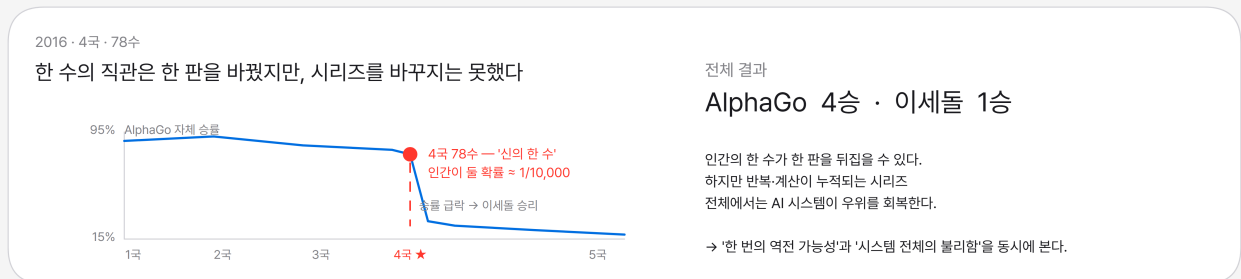 2016 · 4국 · 78수
한 수의 직관은 한 판을 바꿨지만, 시리즈를 바꾸지는 못했다
95%
AlphaGo 자체 승률
4국 78수 — '신의 한 수'
인간이 둘 확률 ≈ 1/10,000
승률 급락 → 이세돌 승리
15%
1국
2국
3국
4국 ★
5국
전체 결과
AlphaGo 4승 · 이세돌 1승
인간의 한 수가 한 판을 뒤집을 수 있다.
하지만 반복·계산이 누적되는 시리즈
전체에서는 AI 시스템이 우위를 회복한다.
→ '한 번의 역전 가능성'과 '시스템 전체의 불리함'을 동시에 본다.